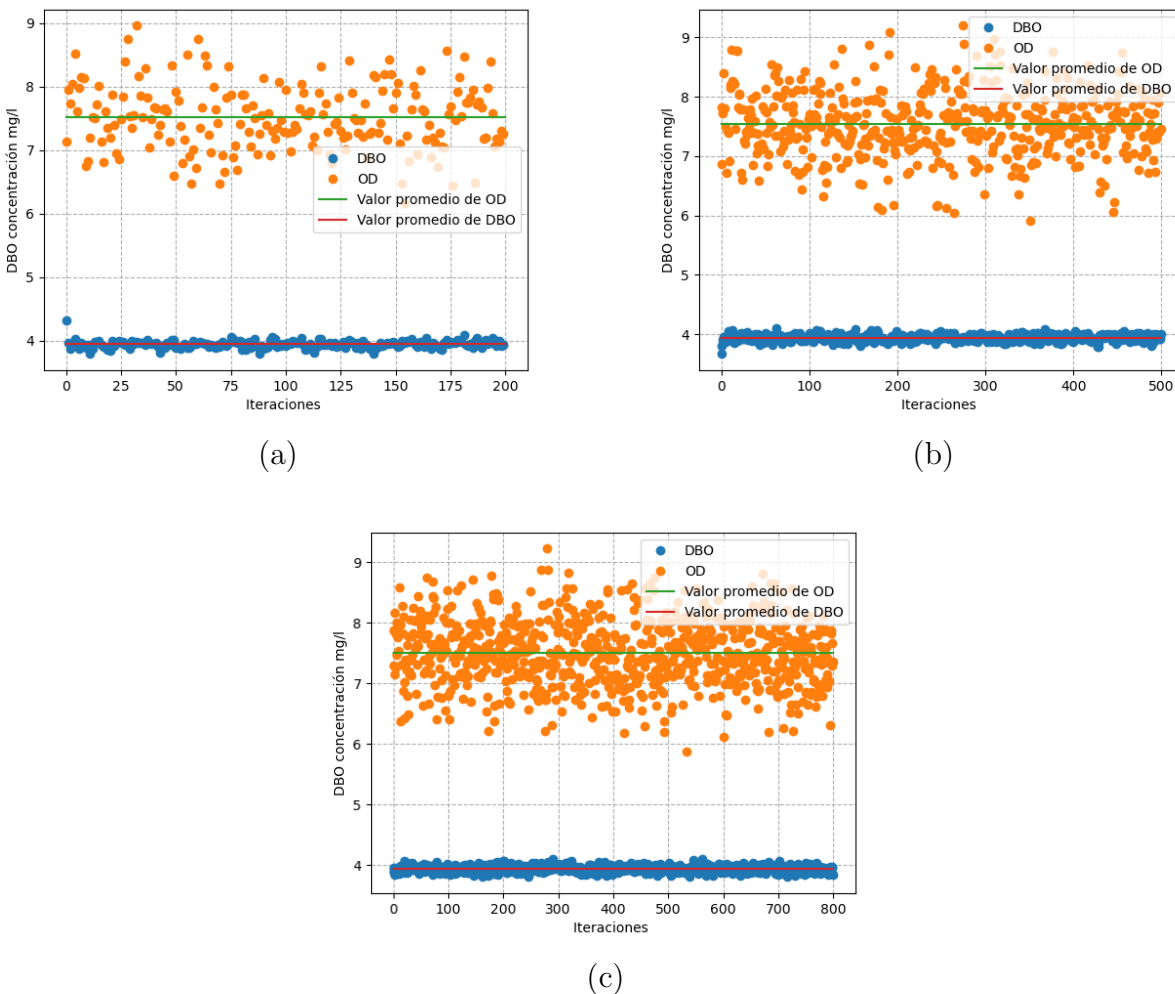 DBO concentración mg/l
9
8
7
6
5
4
0 25 50 75 100 125 150 175 200
Iteraciones
DBO
OD
Valor promedio de OD
Valor promedio de DBO
(a)
DBO concentración mg/l
9
8
7
6
5
4
0 100 200 300 400 500
Iteraciones
DBO
OD
Valor promedio de OD
Valor promedio de DBO
(b)
DBO concentración mg/l
9
8
7
6
5
4
0 100 200 300 400 500 600 700 800
Iteraciones
DBO
OD
Valor promedio de OD
Valor promedio de DBO
(c)